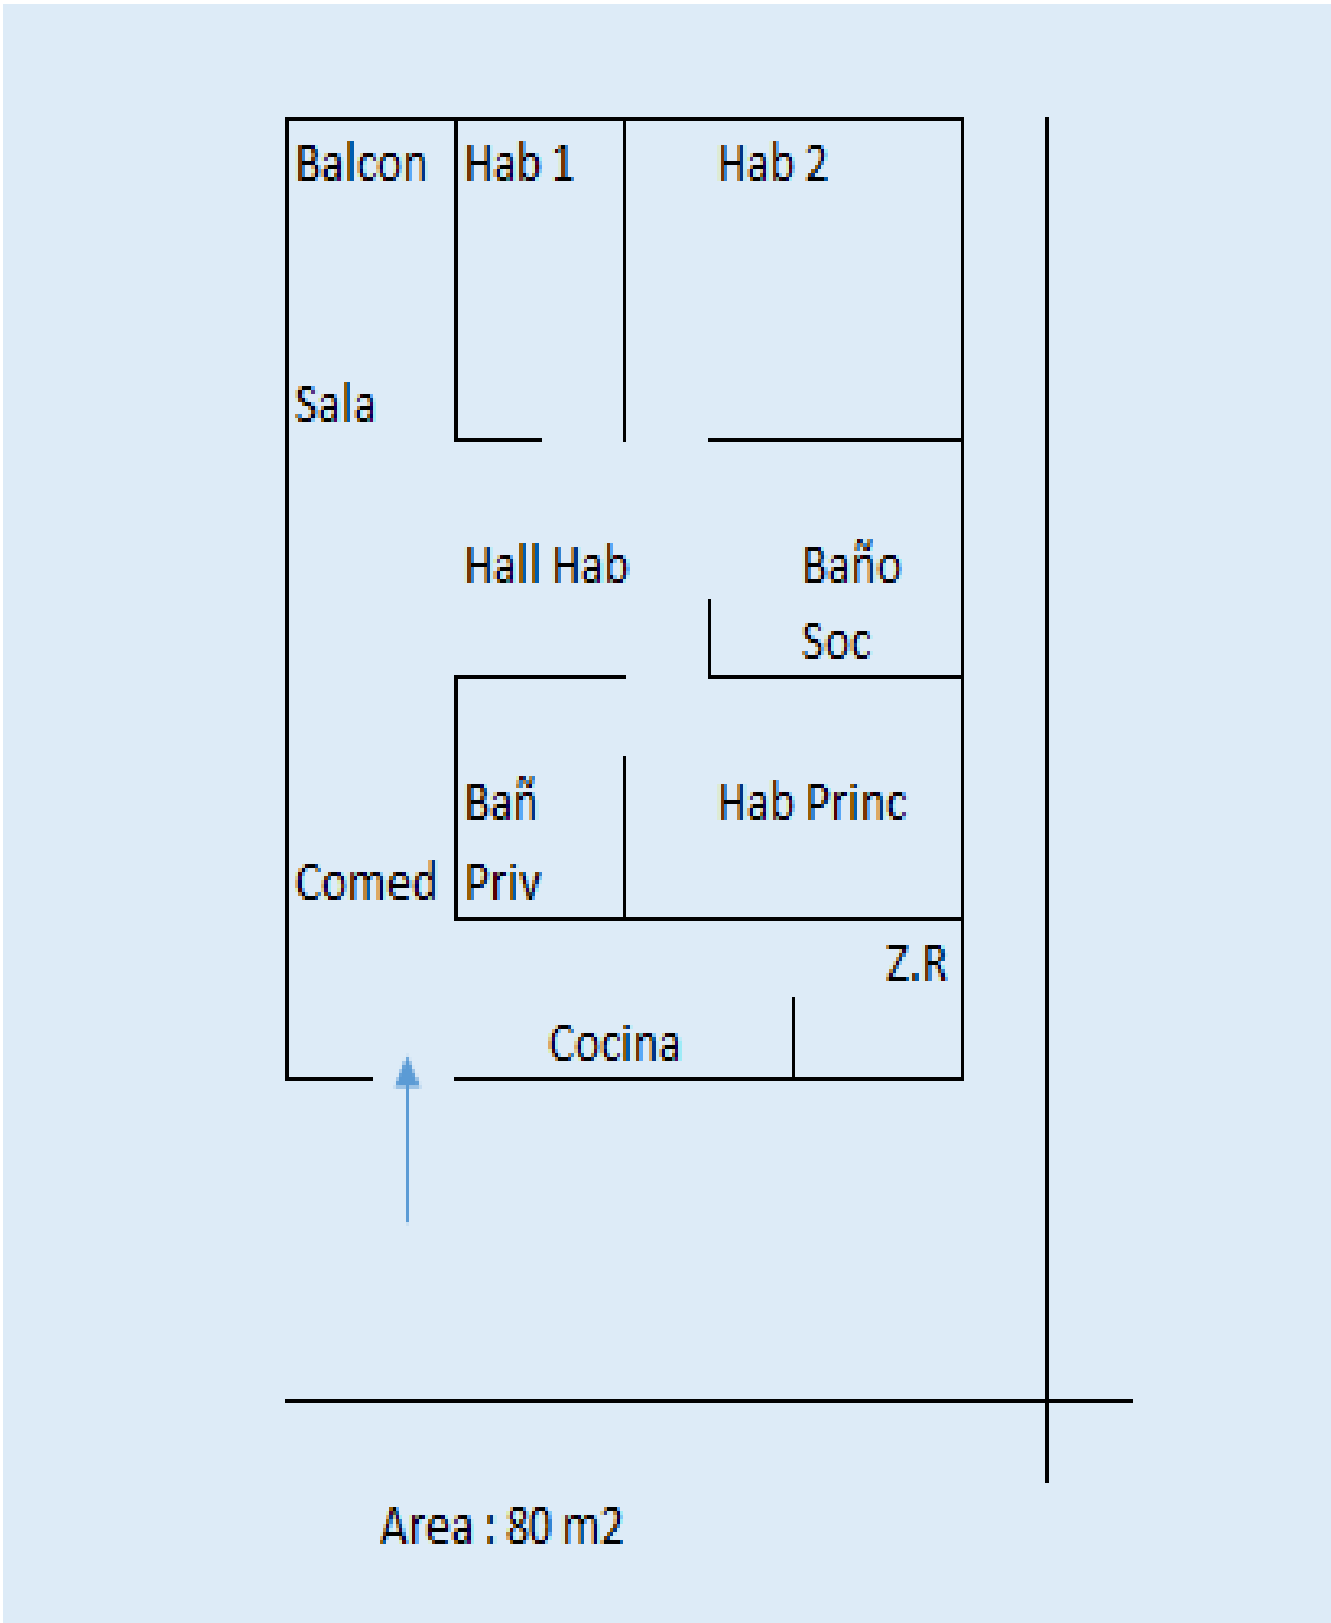 Balcon
Hab 1
Hab 2
Sala
Hall Hab
Baño
Soc
Bañ
Priv
Hab Princ
Comed
Z.R
Cocina
Area : 80 m2